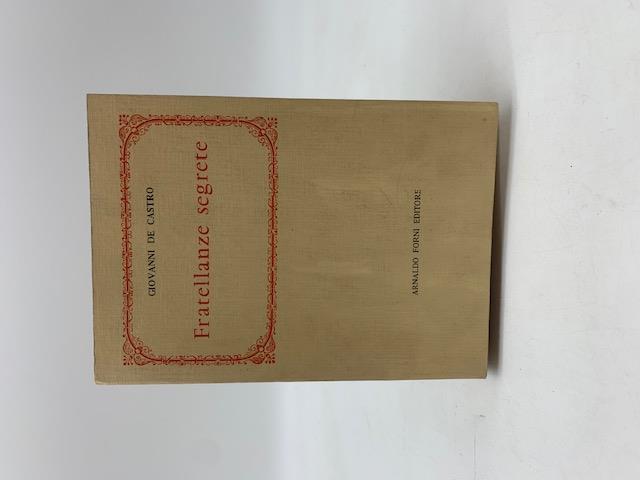 GIOVANNI DE CASTRO
Fratellanze segrete
ARNALDO FORNI EDITORE